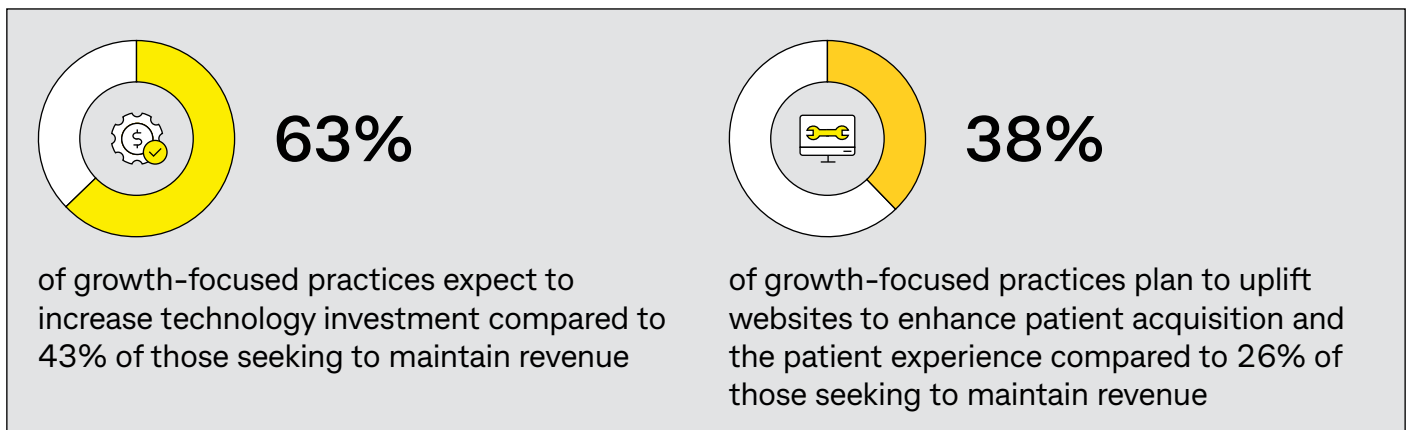 63%
of growth-focused practices expect to
increase technology investment compared to
43% of those seeking to maintain revenue
38%
of growth-focused practices plan to uplift
websites to enhance patient acquisition and
the patient experience compared to 26% of
those seeking to maintain revenue